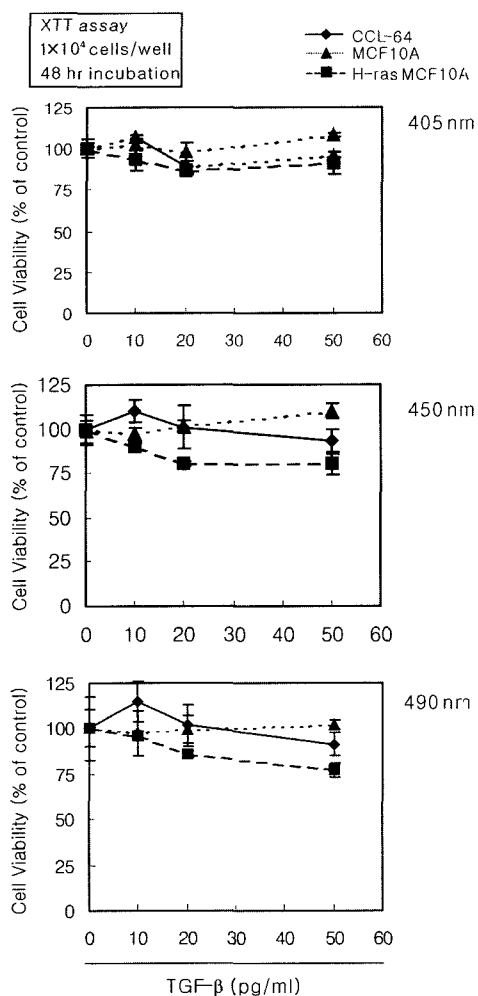 XTT assay
1×10⁴ cells/well
48 hr incubation
CCL-64
MCF10A
H-ras MCF10A
405 nm
Cell Viability (% of control)
125
100
75
50
25
0
0 10 20 30 40 50 60
450 nm
Cell Viability (% of control)
125
100
75
50
25
0
0 10 20 30 40 50 60
490 nm
Cell Viability (% of control)
125
100
75
50
25
0
0 10 20 30 40 50 60
TGF-β (pg/ml)